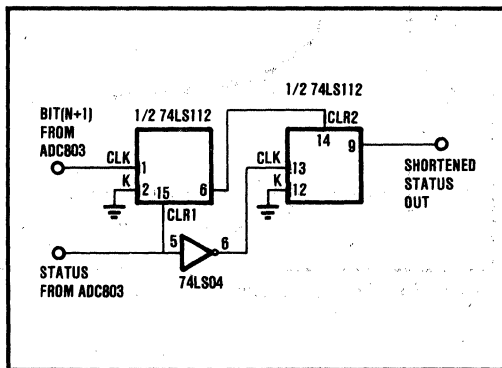 1/2 74LS112
BIT(N+1)
FROM
ADC803
1/2 74LS112
CLR2
14
9
CLK
1
K
2
15
6
CLR1
CLK
13
K
12
SHORTENED
STATUS
OUT
5
6
74LS04
STATUS
FROM ADC803